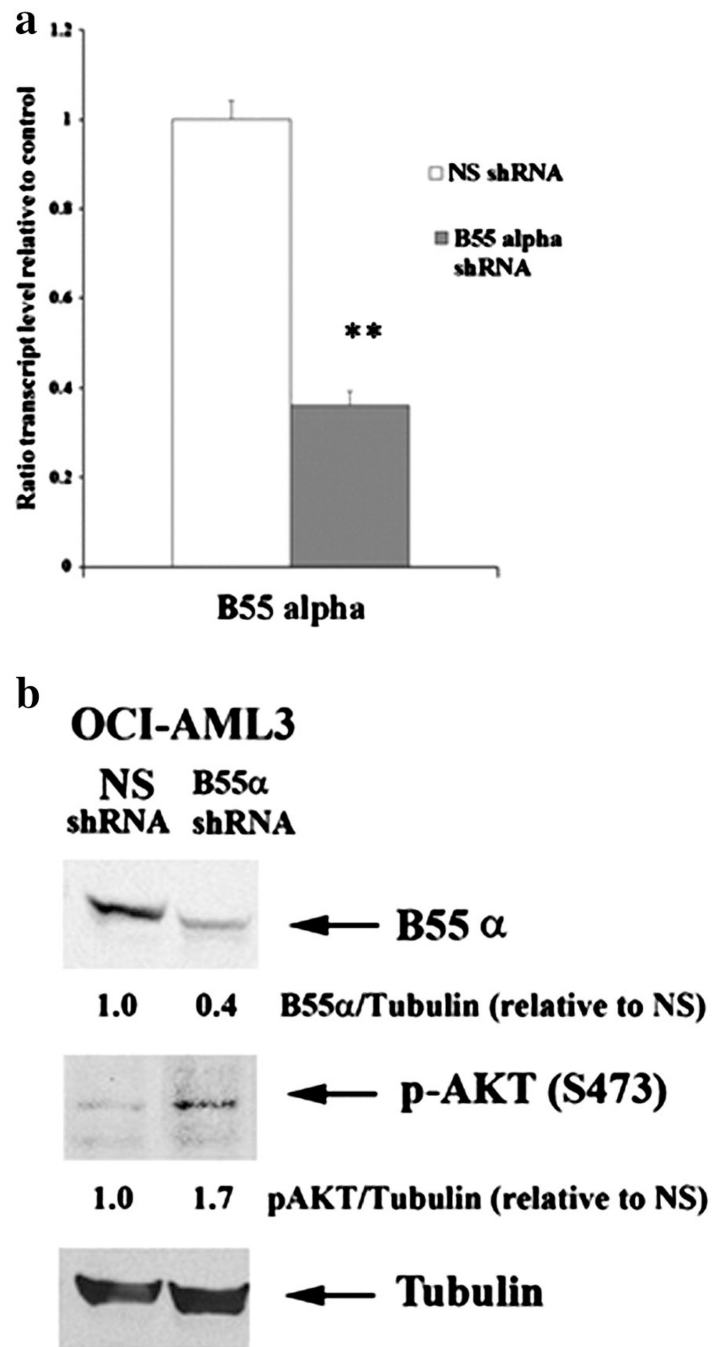 a
Ratio transcript level relative to control
1.2
1
0.8
0.6
0.4
0.2
0
NS shRNA
B55 alpha
shRNA
**
B55 alpha
b
OCI-AML3
NS shRNA
B55α shRNA
B55 α
1.0 0.4 B55α/Tubulin (relative to NS)
p-AKT (S473)
1.0 1.7 pAKT/Tubulin (relative to NS)
Tubulin